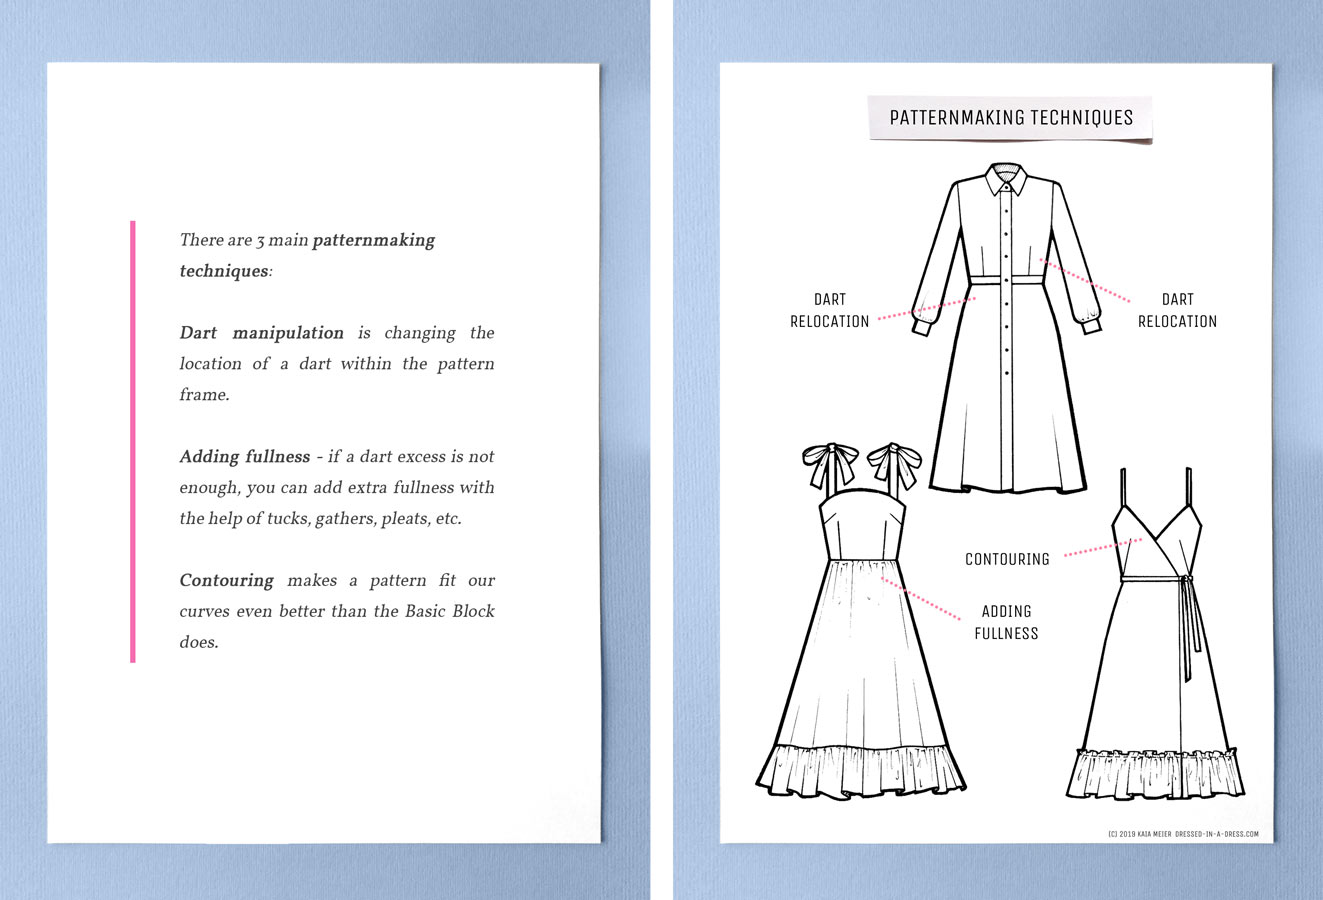 There are 3 main patternmaking
techniques:
Dart manipulation is changing the
location of a dart within the pattern
frame.
Adding fullness - if a dart excess is not
enough, you can add extra fullness with
the help of tucks, gathers, pleats, etc.
Contouring makes a pattern fit our
curves even better than the Basic Block
does.
PATTERNMAKING TECHNIQUES
DART
RELOCATION
DART
RELOCATION
CONTOURING
ADDING
FULLNESS
(C) 2019 KAIA MEIER DRESSED-IN-A-DRESS.COM